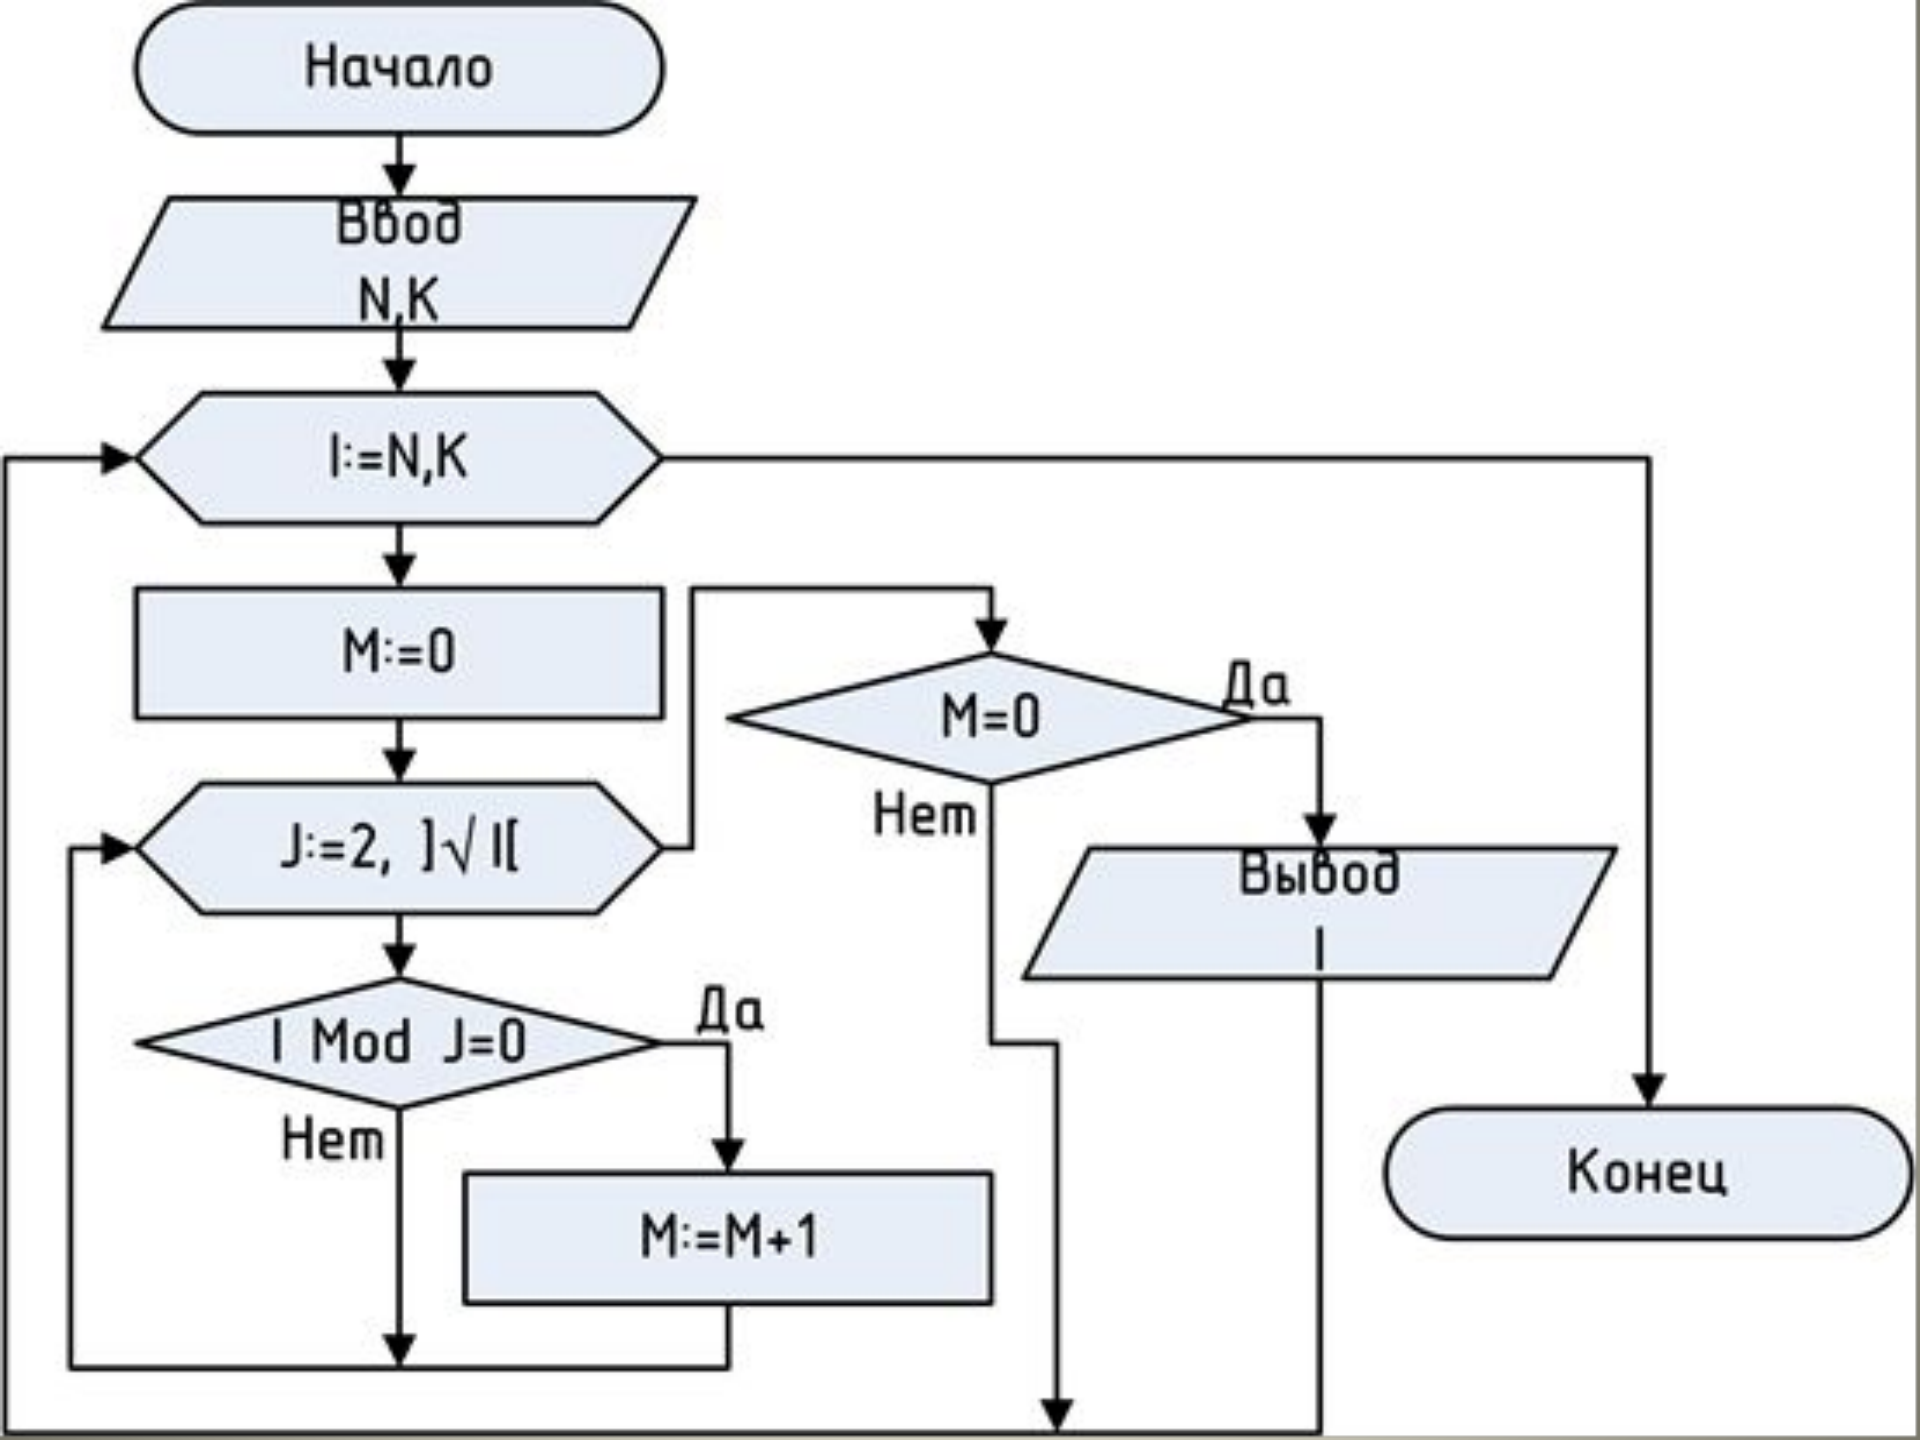 Начало
Ввод
N,K
I:=N,K
M:=0
J:=2, ]√ I[
I Mod J=0
Да
Нет
M:=M+1
M=0
Да
Нет
Вывод
I
Конец